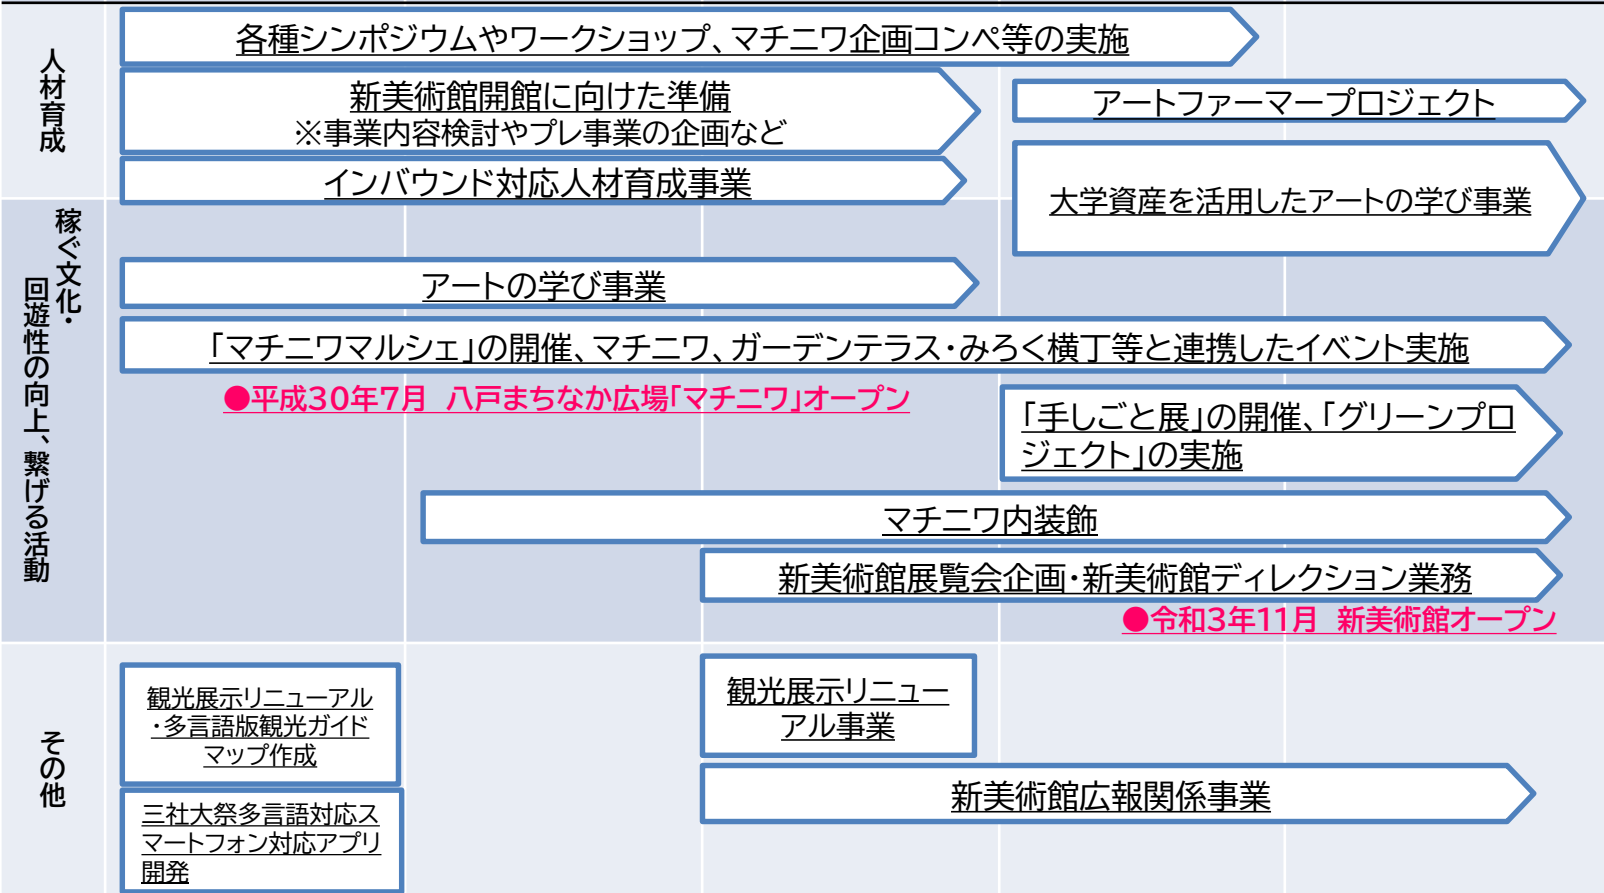 人材育成
各種シンポジウムやワークショップ、マチニワ企画コンペ等の実施
新美術館開館に向けた準備
※事業内容検討やプレ事業の企画など
インバウンド対応人材育成事業
アートファーマープロジェクト
大学資産を活用したアートの学び事業
稼ぐ文化・
回遊性の向上、繋げる活動
アートの学び事業
「マチニワマルシェ」の開催、マチニワ、ガーデンテラス・みろく横丁等と連携したイベント実施
●平成30年7月 八戸まちなか広場「マチニワ」オープン
「手しごと展」の開催、「グリーンプロ
ジェクト」の実施
マチニワ内装飾
新美術館展覧会企画・新美術館ディレクション業務
●令和3年11月 新美術館オープン
その他
観光展示リニューアル
・多言語版観光ガイド
マップ作成
三社大祭多言語対応ス
マートフォン対応アプリ
開発
観光展示リニュー
アル事業
新美術館広報関係事業